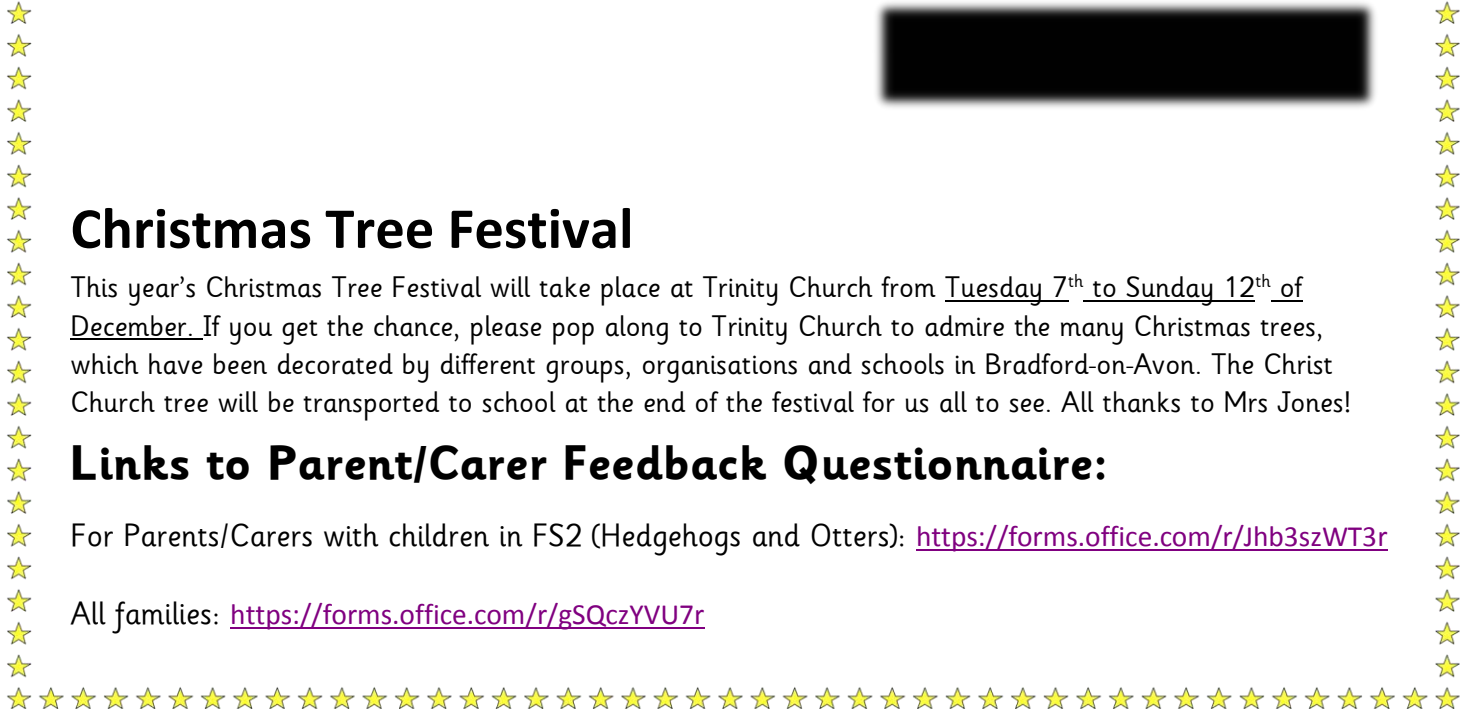 Christmas Tree Festival
This year's Christmas Tree Festival will take place at Trinity Church from Tuesday 7th to Sunday 12th of
December. If you get the chance, please pop along to Trinity Church to admire the many Christmas trees,
which have been decorated by different groups, organisations and schools in Bradford-on-Avon. The Christ
Church tree will be transported to school at the end of the festival for us all to see. All thanks to Mrs Jones!
Links to Parent/Carer Feedback Questionnaire:
For Parents/Carers with children in FS2 (Hedgehogs and Otters): https://forms.office.com/r/Jhb3szWT3r
All families: https://forms.office.com/r/gSQczYVU7r